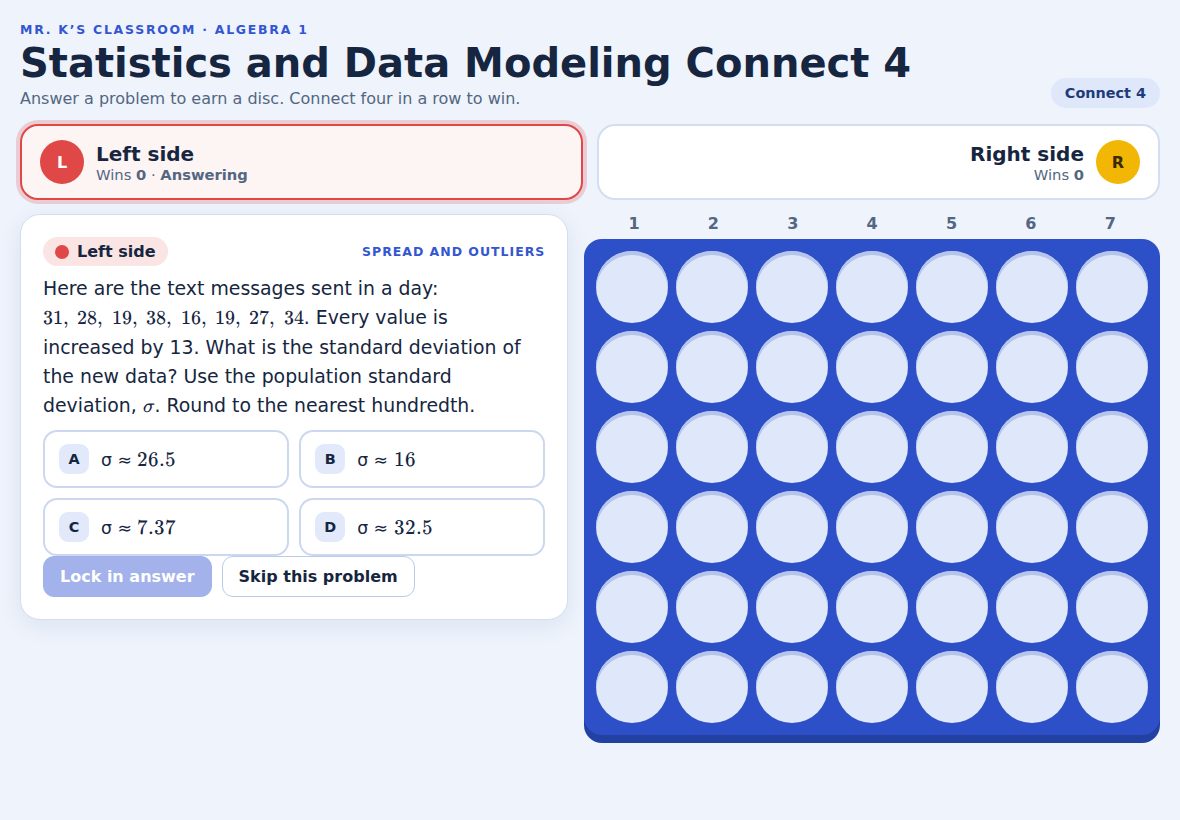 MR. K’S CLASSROOM · ALGEBRA 1
Statistics and Data Modeling Connect 4
Answer a problem to earn a disc. Connect four in a row to win.
Connect 4
L
Left side
Wins 0 · Answering
Right side
Wins 0
R
Left side
SPREAD AND OUTLIERS
Here are the text messages sent in a day:
31, 28, 19, 38, 16, 19, 27, 34. Every value is
increased by 13. What is the standard deviation of
the new data? Use the population standard
deviation, σ. Round to the nearest hundredth.
A σ ≈ 26.5
B σ ≈ 16
C σ ≈ 7.37
D σ ≈ 32.5
Lock in answer
Skip this problem
1 2 3 4 5 6 7